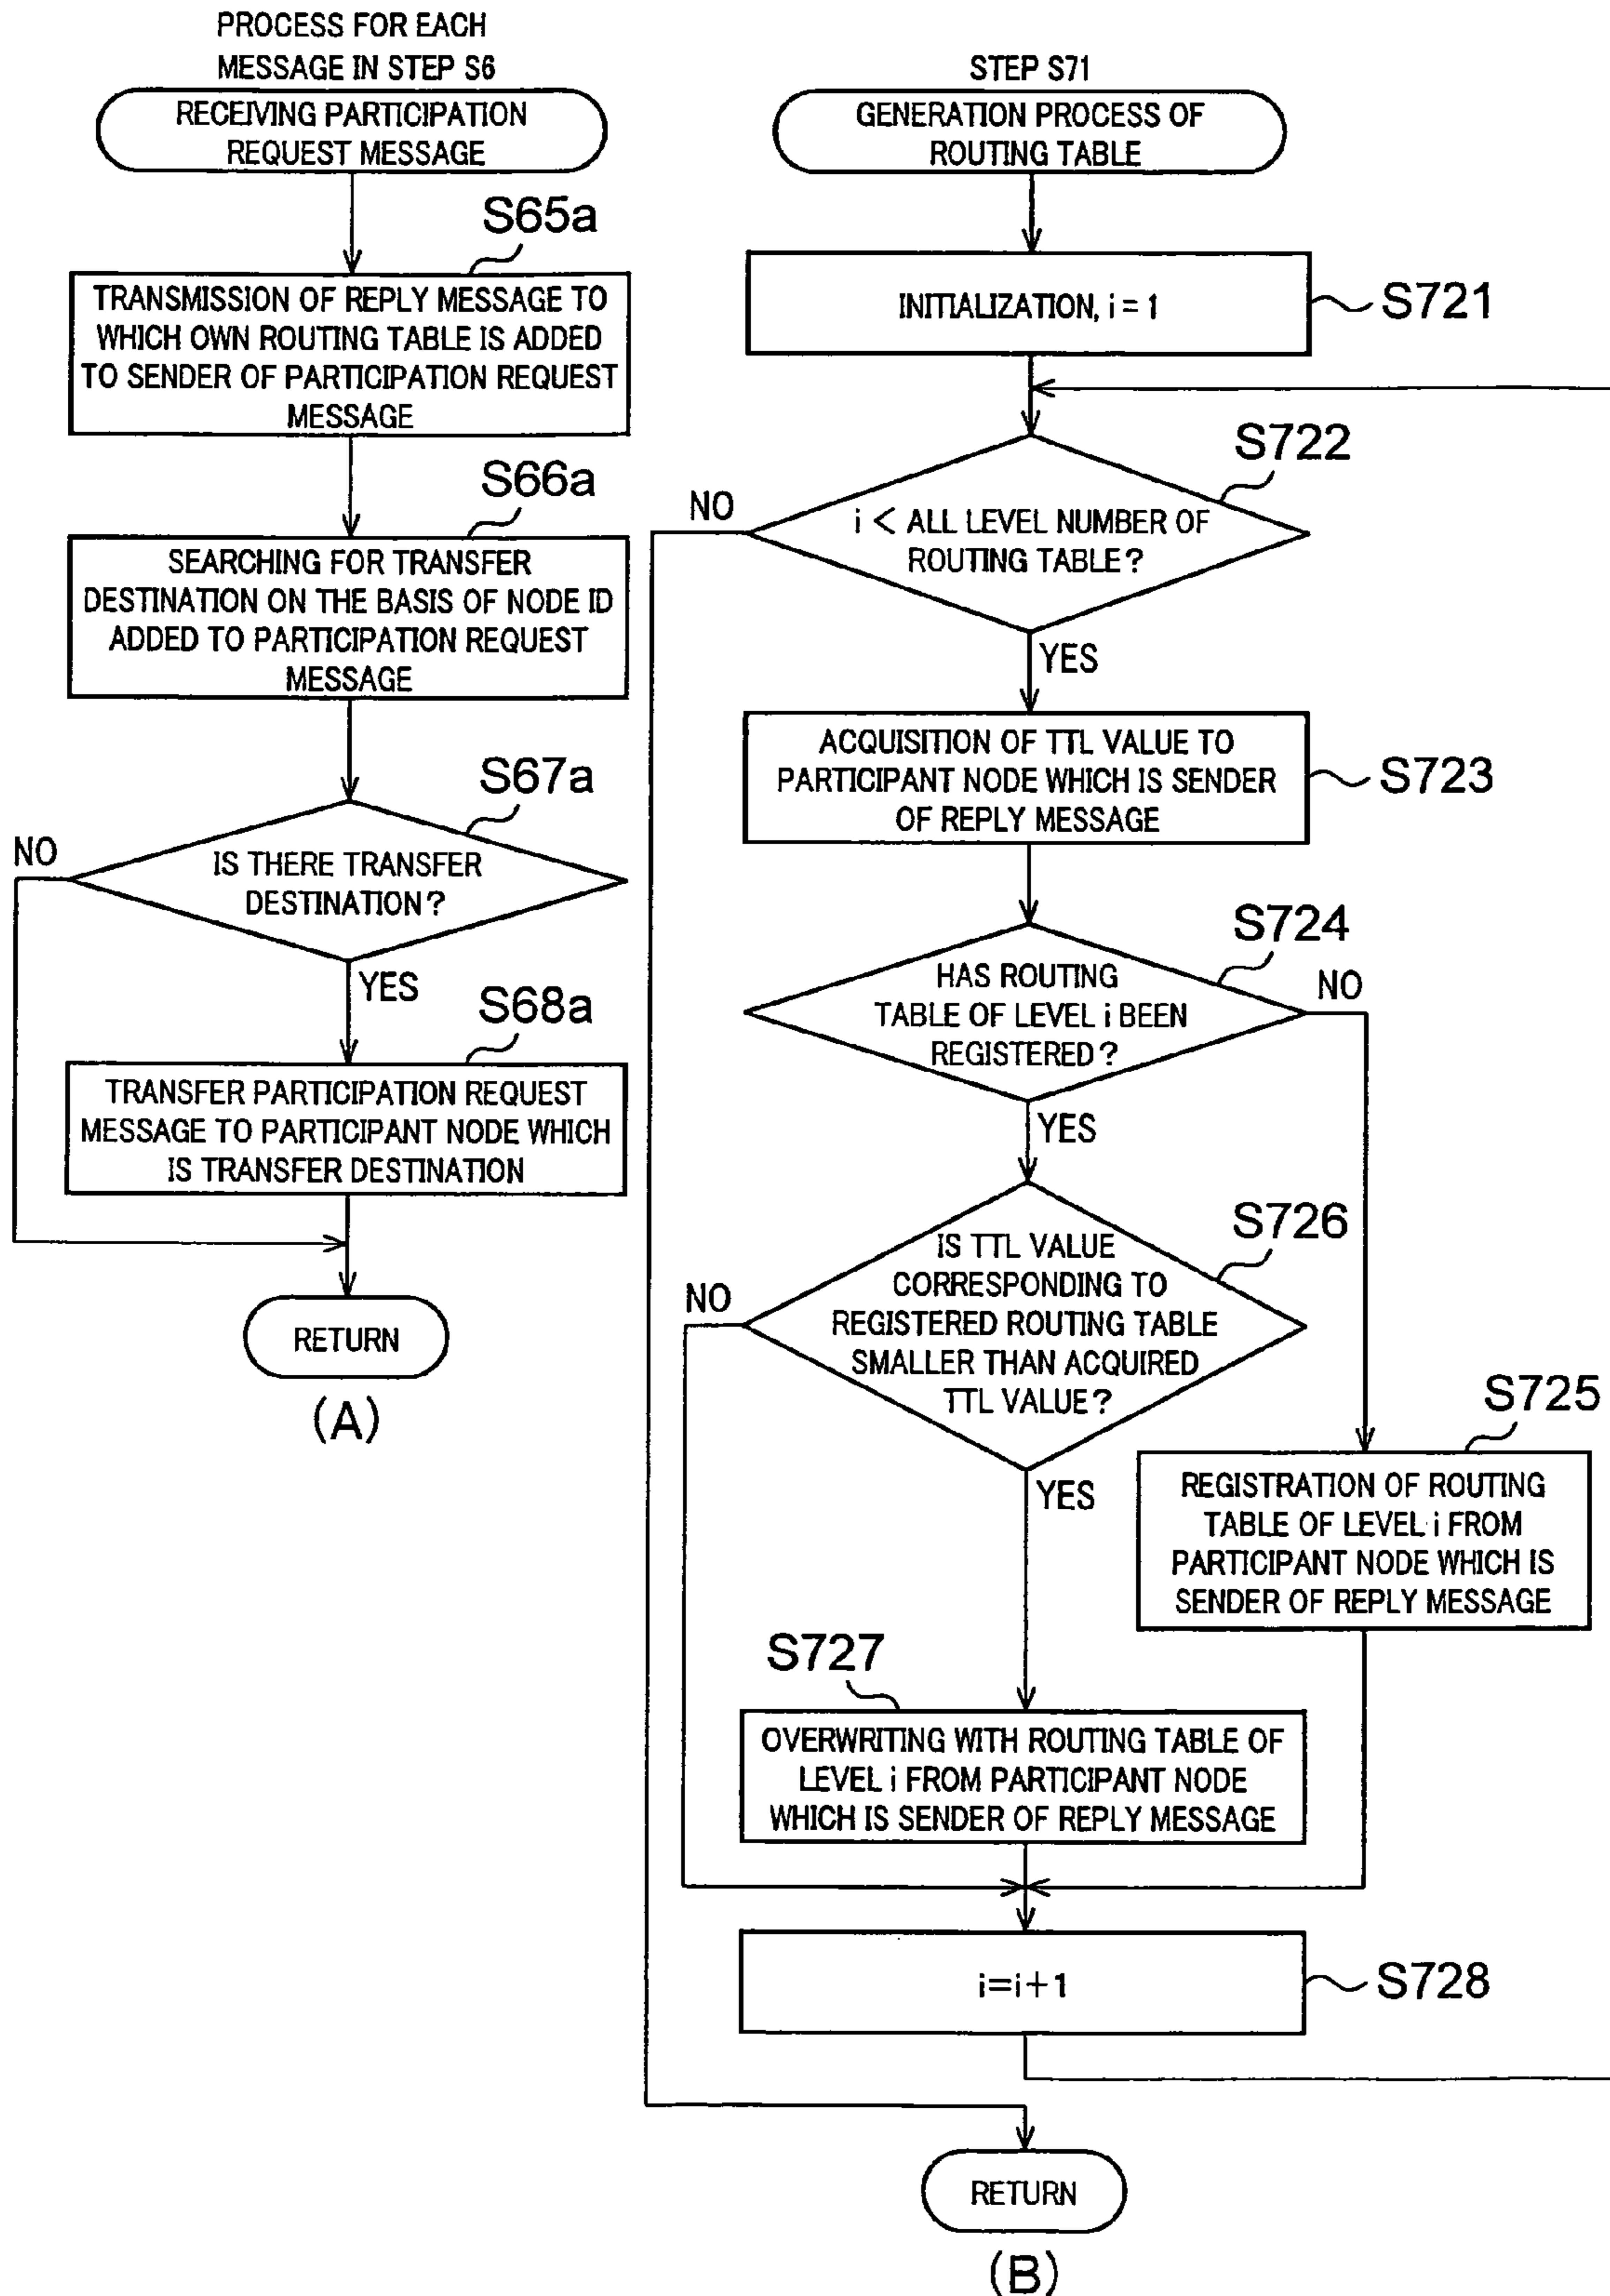 PROCESS FOR EACH
MESSAGE IN STEP S6
RECEIVING PARTICIPATION
REQUEST MESSAGE
S65a
TRANSMISSION OF REPLY MESSAGE TO
WHICH OWN ROUTING TABLE IS ADDED
TO SENDER OF PARTICIPATION REQUEST
MESSAGE
S66a
SEARCHING FOR TRANSFER
DESTINATION ON THE BASIS OF NODE ID
ADDED TO PARTICIPATION REQUEST
MESSAGE
S67a
NO
IS THERE TRANSFER
DESTINATION?
YES
S68a
TRANSFER PARTICIPATION REQUEST
MESSAGE TO PARTICIPANT NODE WHICH
IS TRANSFER DESTINATION
RETURN
(A)
STEP S71
GENERATION PROCESS OF
ROUTING TABLE
INITIALIZATION, i = 1
S721
S722
NO
i < ALL LEVEL NUMBER OF
ROUTING TABLE?
YES
ACQUISITION OF TTL VALUE TO
PARTICIPANT NODE WHICH IS SENDER
OF REPLY MESSAGE
S723
S724
HAS ROUTING
TABLE OF LEVEL i BEEN
REGISTERED?
NO
YES
S726
NO
IS TTL VALUE
CORRESPONDING TO
REGISTERED ROUTING TABLE
SMALLER THAN ACQUIRED
TTL VALUE?
YES
S725
REGISTRATION OF ROUTING
TABLE OF LEVEL i FROM
PARTICIPANT NODE WHICH IS
SENDER OF REPLY MESSAGE
S727
OVERWRITING WITH ROUTING TABLE OF
LEVEL i FROM PARTICIPANT NODE
WHICH IS SENDER OF REPLY MESSAGE
i=i+1
S728
RETURN
(B)